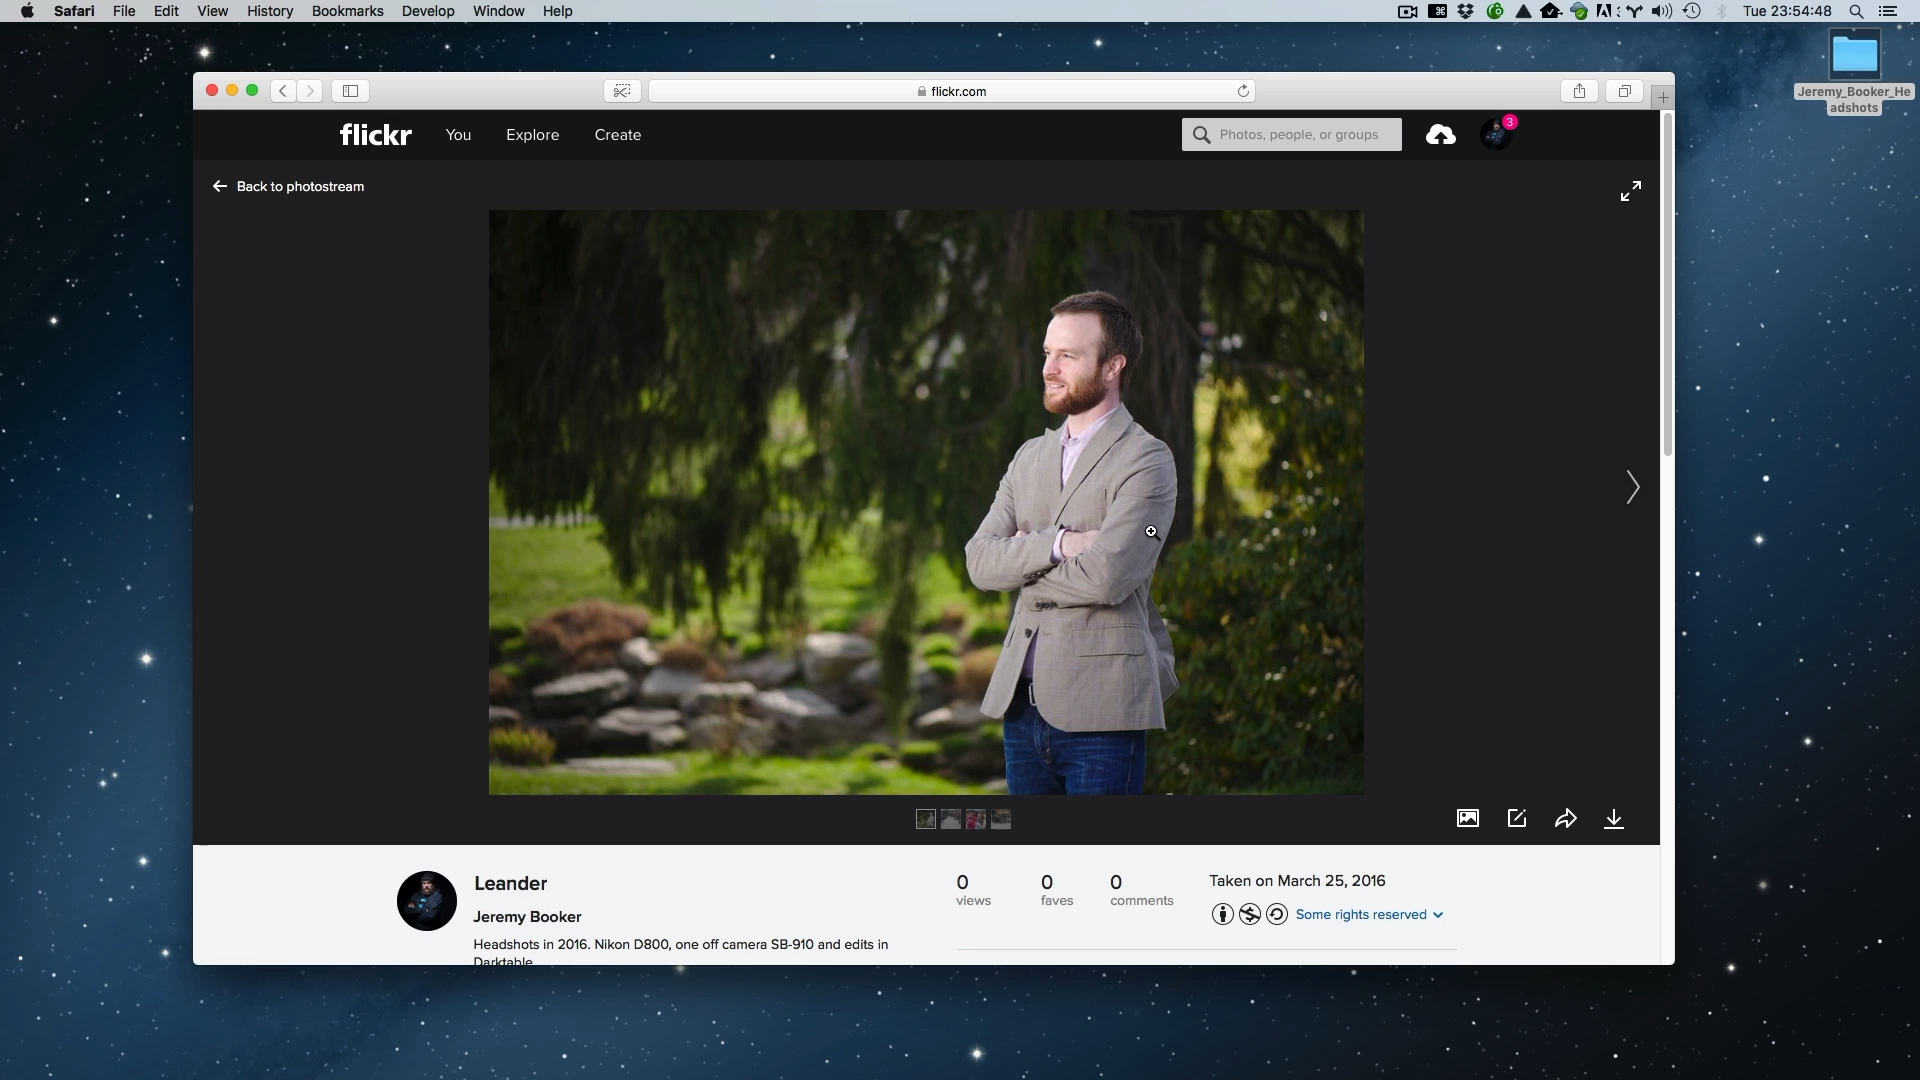 Safari File Edit View History Bookmarks Develop Window Help
Tue 23:54:48
Jeremy_Booker_He
adshots
flickr.com
flickr You Explore Create
Photos, people, or groups
3
Back to photostream
Leander
Jeremy Booker
Headshots in 2016. Nikon D800, one off camera SB-910 and edits in
Darktable
0 views
0 faves
0 comments
Taken on March 25, 2016
Some rights reserved